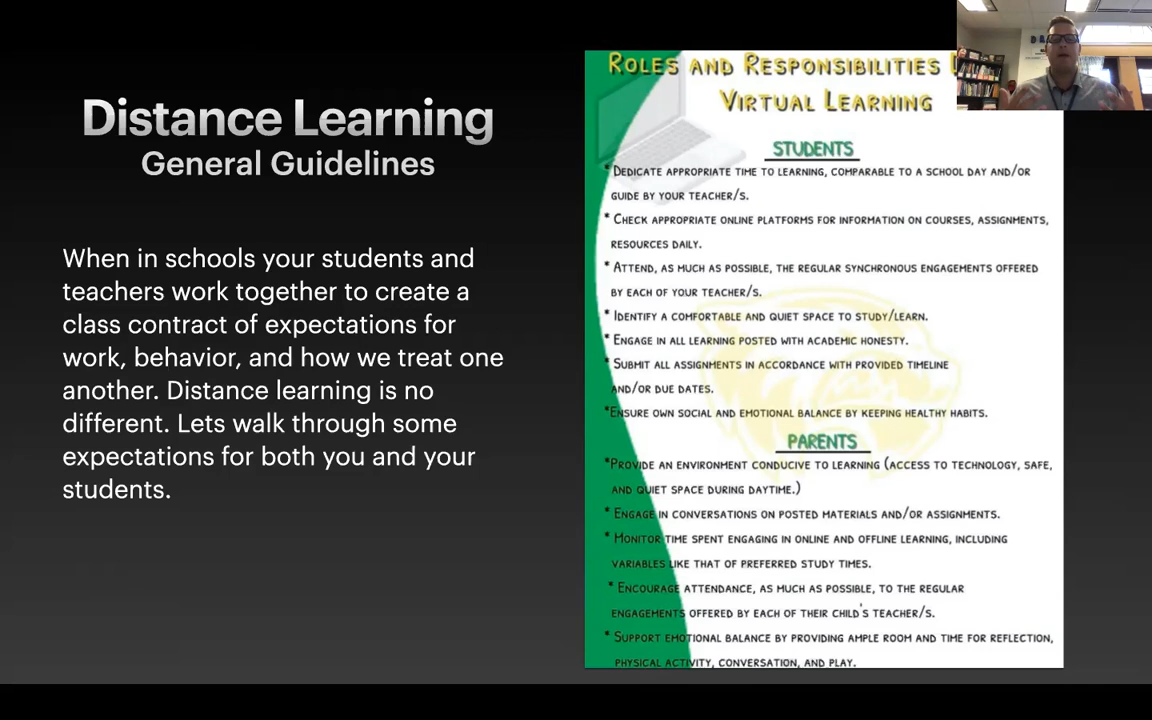 Distance Learning
General Guidelines
When in schools your students and
teachers work together to create a
class contract of expectations for
work, behavior, and how we treat one
another. Distance learning is no
different. Lets walk through some
expectations for both you and your
students.
ROLES AND RESPONSIBILITIES
VIRTUAL LEARNING
STUDENTS
* DEDICATE APPROPRIATE TIME TO LEARNING, COMPARABLE TO A SCHOOL DAY AND/OR
GUIDE BY YOUR TEACHER/S.
* CHECK APPROPRIATE ONLINE PLATFORMS FOR INFORMATION ON COURSES, ASSIGNMENTS,
RESOURCES DAILY.
* ATTEND, AS MUCH AS POSSIBLE, THE REGULAR SYNCHRONOUS ENGAGEMENTS OFFERED
BY EACH OF YOUR TEACHER/S.
* IDENTIFY A COMFORTABLE AND QUIET SPACE TO STUDY/LEARN.
* ENGAGE IN ALL LEARNING POSTED WITH ACADEMIC HONESTY.
* SUBMIT ALL ASSIGNMENTS IN ACCORDANCE WITH PROVIDED TIMELINE
AND/OR DUE DATES.
*ENSURE OWN SOCIAL AND EMOTIONAL BALANCE BY KEEPING HEALTHY HABITS.
PARENTS
*PROVIDE AN ENVIRONMENT CONDUCIVE TO LEARNING (ACCESS TO TECHNOLOGY, SAFE,
AND QUIET SPACE DURING DAYTIME.)
* ENGAGE IN CONVERSATIONS ON POSTED MATERIALS AND/OR ASSIGNMENTS.
* MONITOR TIME SPENT ENGAGING IN ONLINE AND OFFLINE LEARNING, INCLUDING
VARIABLES LIKE THAT OF PREFERRED STUDY TIMES.
* ENCOURAGE ATTENDANCE, AS MUCH AS POSSIBLE, TO THE REGULAR
ENGAGEMENTS OFFERED BY EACH OF THEIR CHILD'S TEACHER/S.
* SUPPORT EMOTIONAL BALANCE BY PROVIDING AMPLE ROOM AND TIME FOR REFLECTION,
PHYSICAL ACTIVITY, CONVERSATION, AND PLAY.